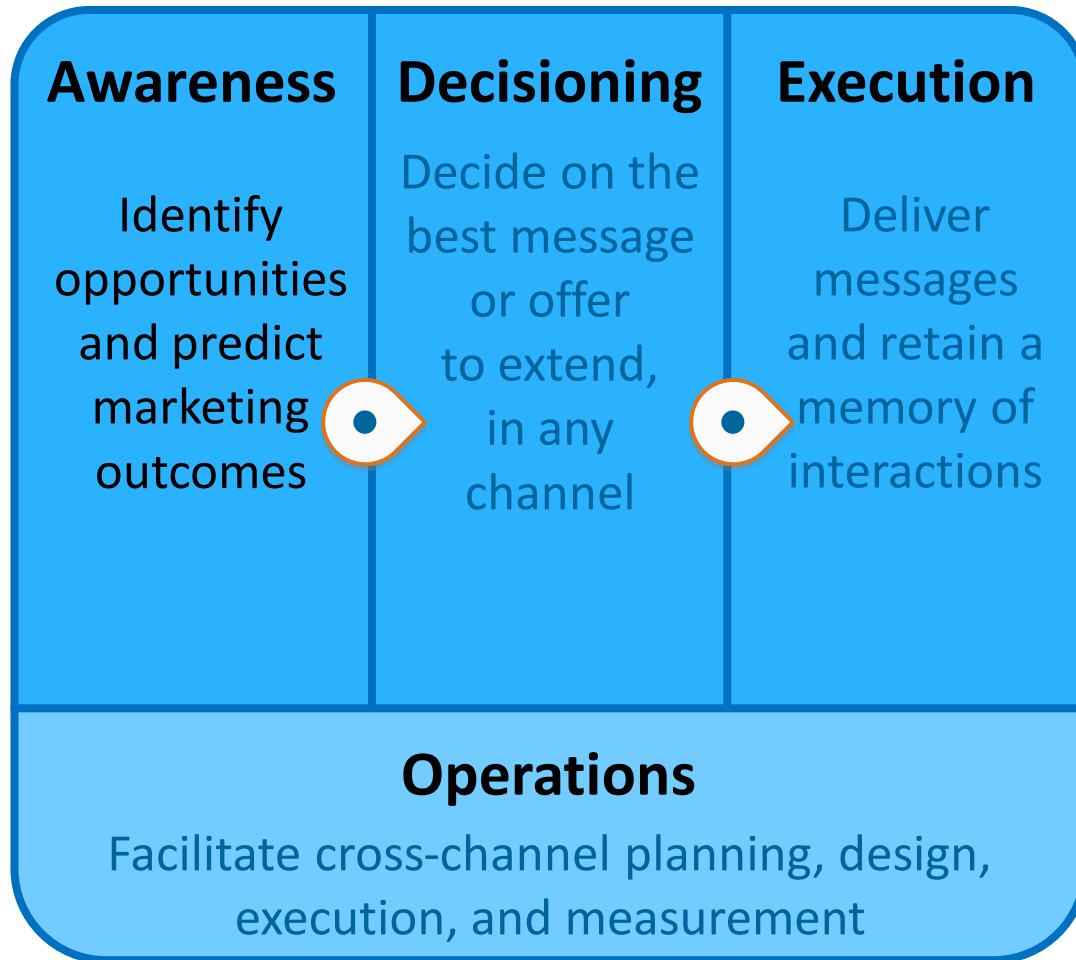 Awareness
Identify
opportunities
and predict
marketing
outcomes
Decisioning
Decide on the
best message
or offer
to extend,
in any
channel
Execution
Deliver
messages
and retain a
memory of
interactions
Operations
Facilitate cross-channel planning, design,
execution, and measurement